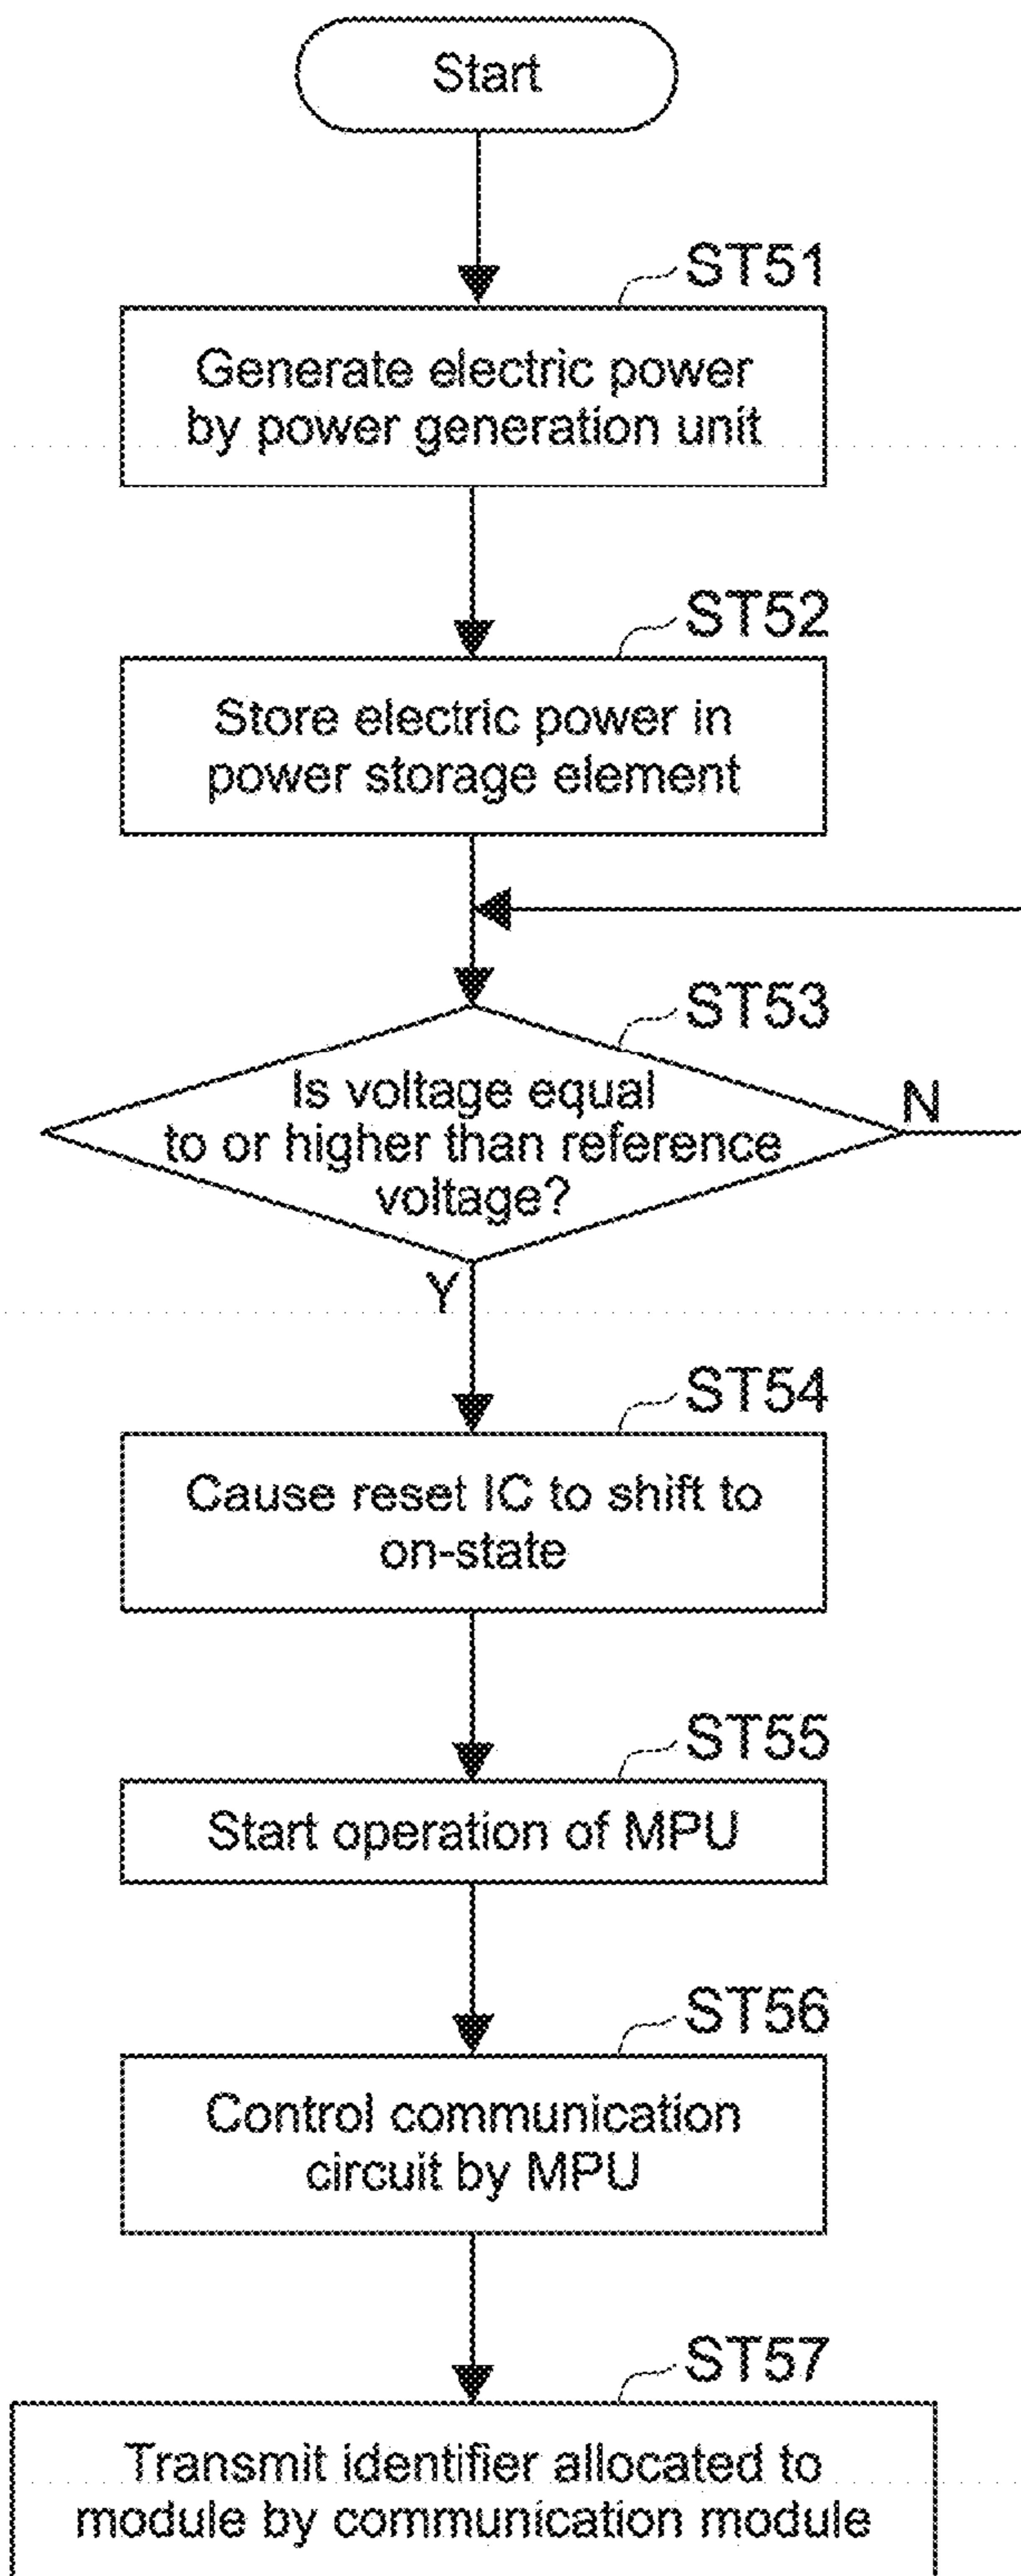 Start
ST51
Generate electric power
by power generation unit
ST52
Store electric power in
power storage element
ST53
Is voltage equal
to or higher than reference
voltage?
N
Y
ST54
Cause reset IC to shift to
on-state
ST55
Start operation of MPU
ST56
Control communication
circuit by MPU
ST57
Transmit identifier allocated to
module by communication module